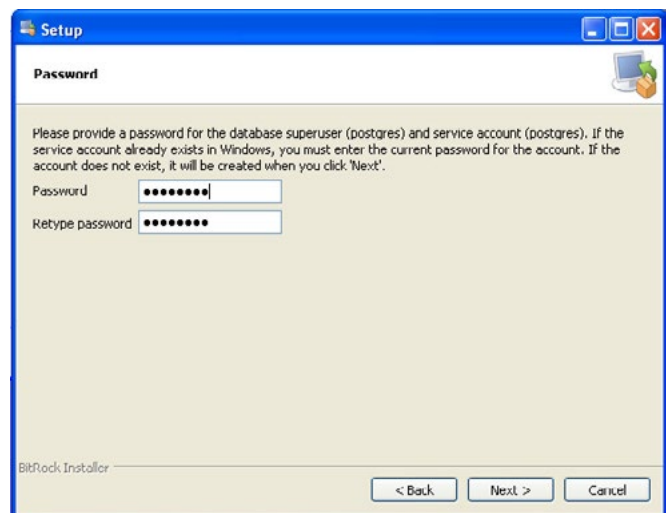 Setup
Password
Please provide a password for the database superuser (postgres) and service account (postgres). If the
service account already exists in Windows, you must enter the current password for the account. If the
account does not exist, it will be created when you click 'Next'.
Password ●●●●●●●●
Retype password ●●●●●●●●
BitRock Installer
< Back Next > Cancel